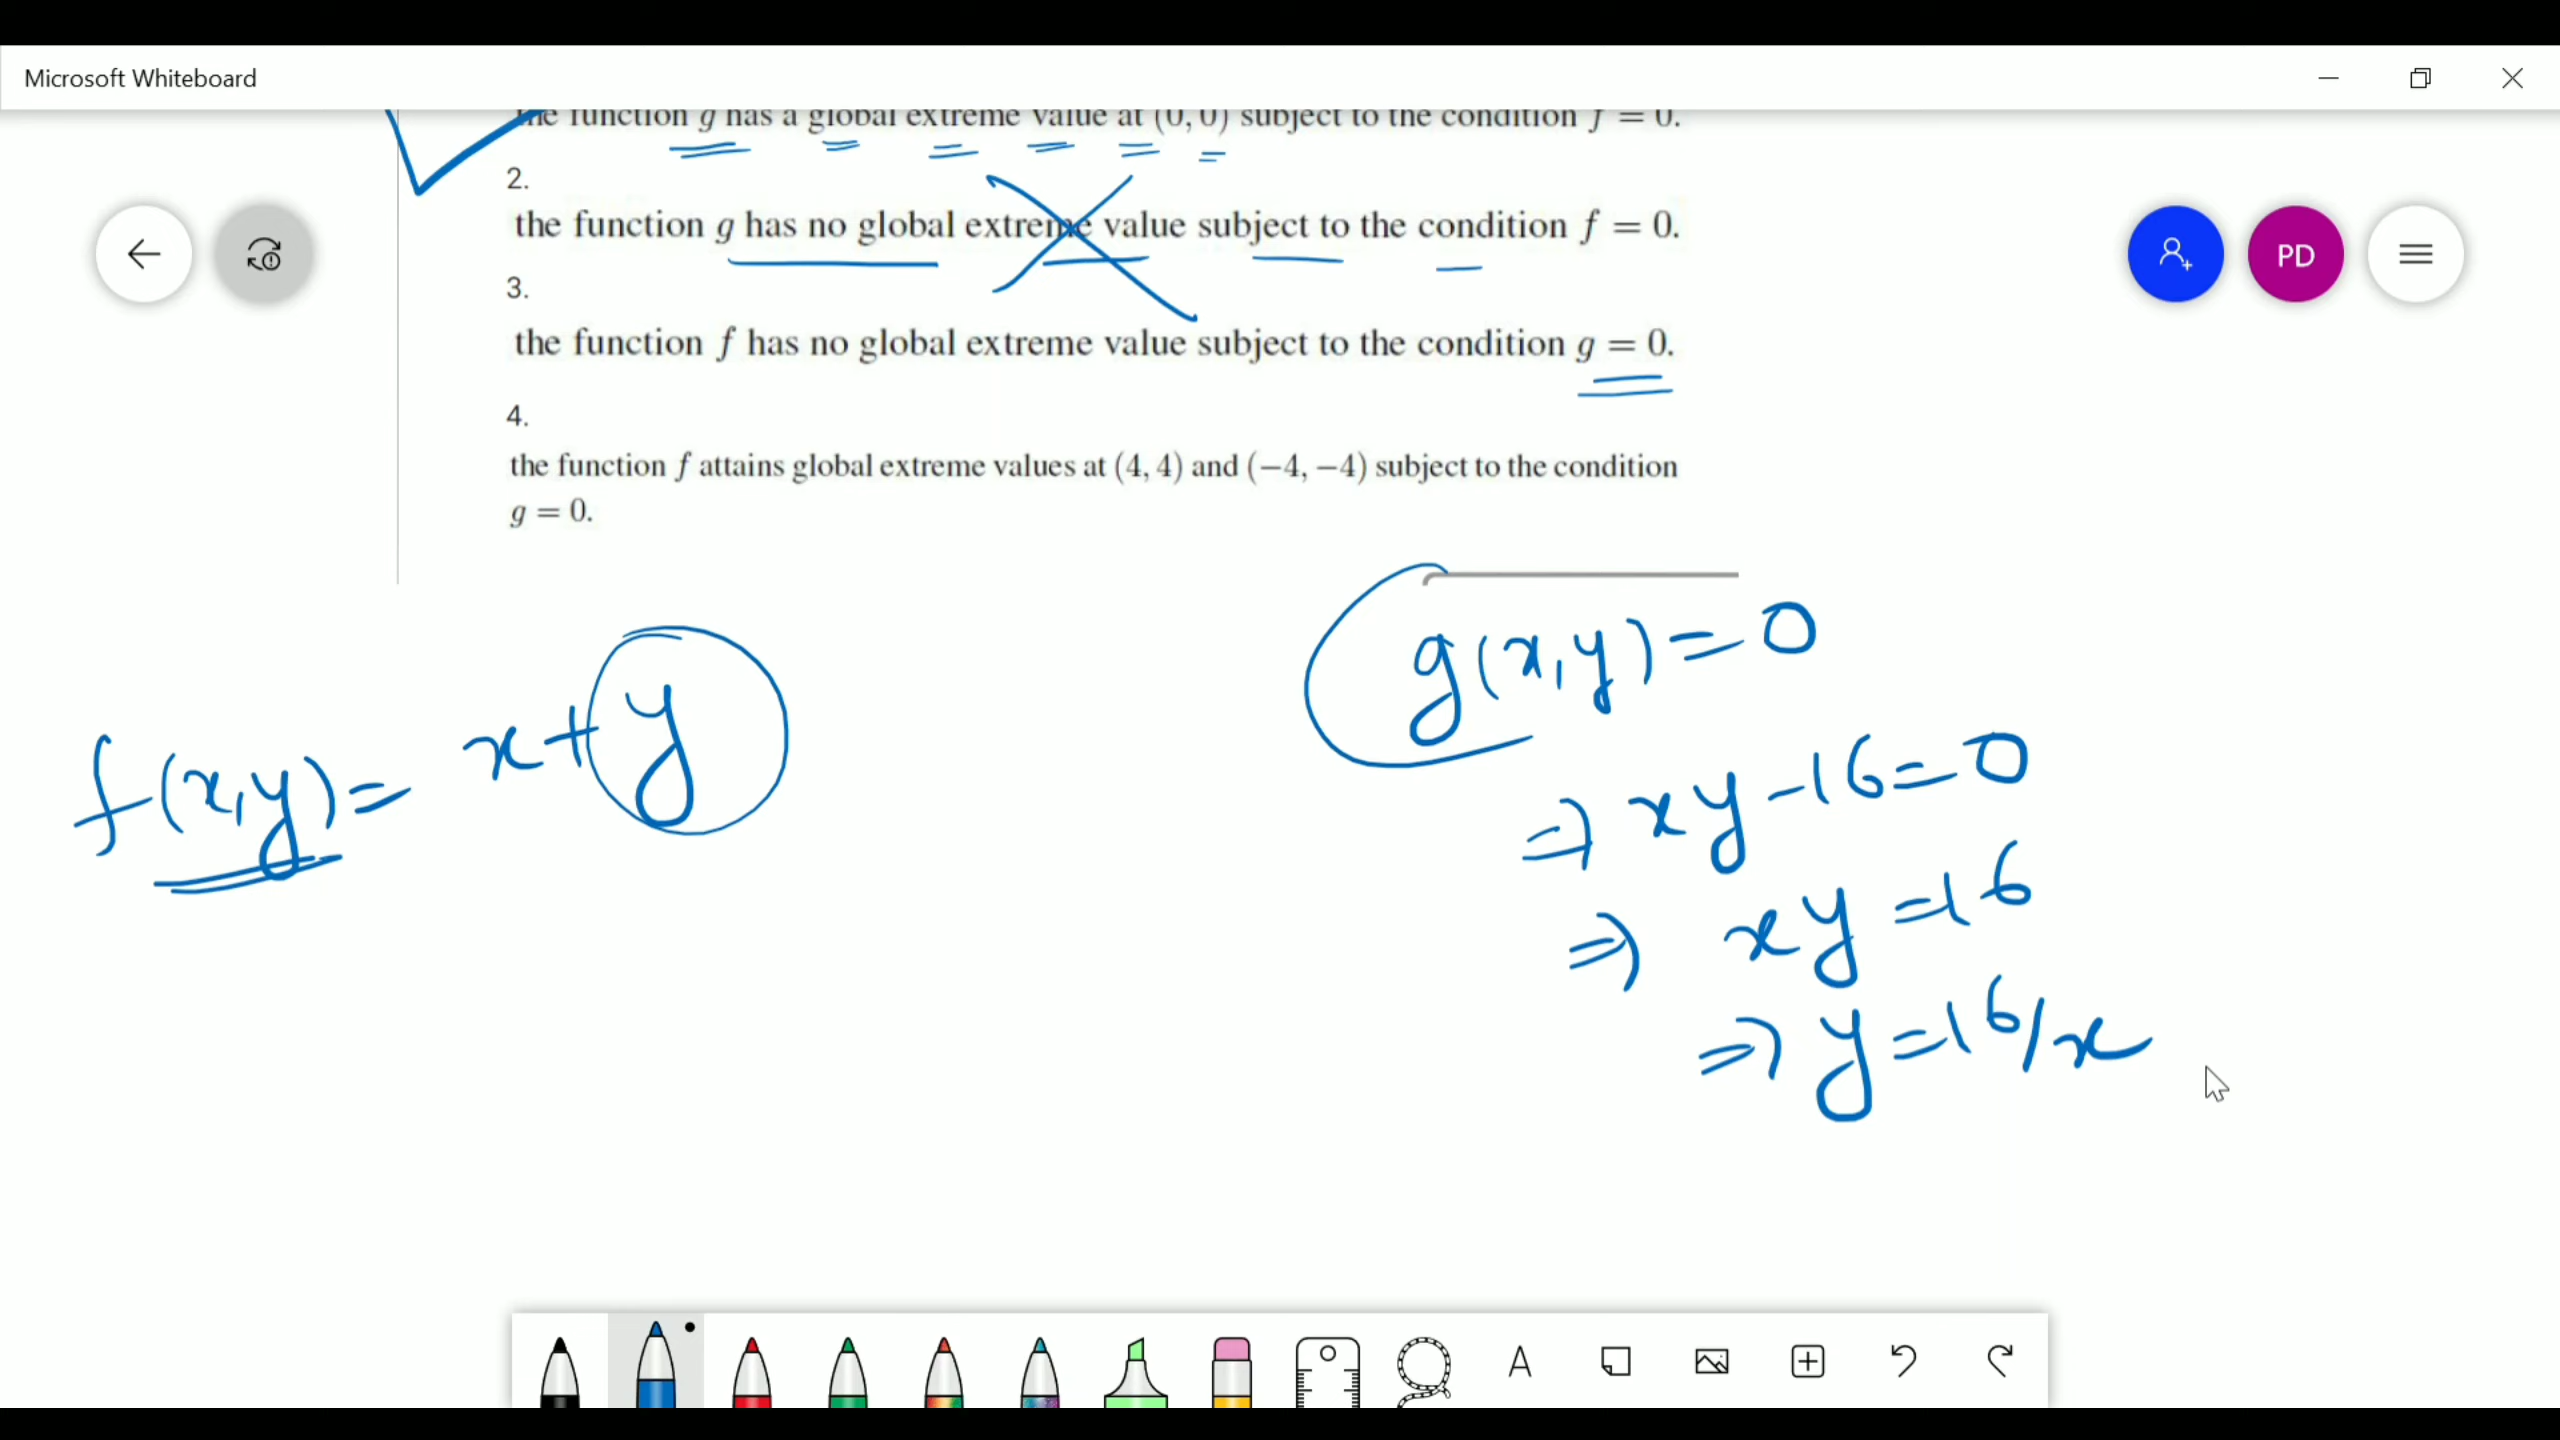 Microsoft Whiteboard
the function g has a global extreme value at (0, 0) subject to the condition f = 0.
2.
the function g has no global extreme value subject to the condition f = 0.
PD
3.
the function f has no global extreme value subject to the condition g = 0.
4.
the function f attains global extreme values at (4, 4) and (−4, −4) subject to the condition
g = 0.
g(x,y)=0
f(x,y)= x+y
⇒ xy-16=0
⇒ xy=16
⇒ y=16/x
A